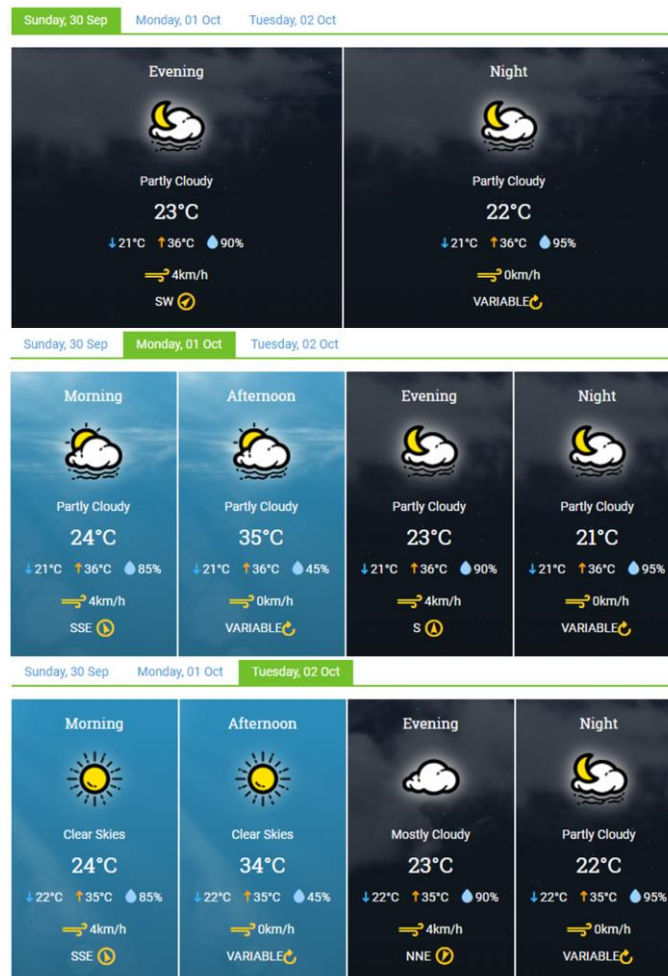 Sunday, 30 Sep Monday, 01 Oct Tuesday, 02 Oct
Evening Night
Partly Cloudy Partly Cloudy
23°C 22°C
↓21°C ↑36°C 90% ↓21°C ↑36°C 95%
4km/h 0km/h
SW VARIABLE
Sunday, 30 Sep Monday, 01 Oct Tuesday, 02 Oct
Morning Afternoon Evening Night
Partly Cloudy Partly Cloudy Partly Cloudy Partly Cloudy
24°C 35°C 23°C 21°C
↓21°C ↑36°C 85% ↓21°C ↑36°C 45% ↓21°C ↑36°C 90% ↓21°C ↑36°C 95%
4km/h 0km/h 4km/h 0km/h
SSE VARIABLE S VARIABLE
Sunday, 30 Sep Monday, 01 Oct Tuesday, 02 Oct
Morning Afternoon Evening Night
Clear Skies Clear Skies Mostly Cloudy Partly Cloudy
24°C 34°C 23°C 22°C
↓22°C ↑35°C 85% ↓22°C ↑35°C 45% ↓22°C ↑35°C 90% ↓22°C ↑35°C 95%
4km/h 0km/h 4km/h 0km/h
SSE VARIABLE NNE VARIABLE